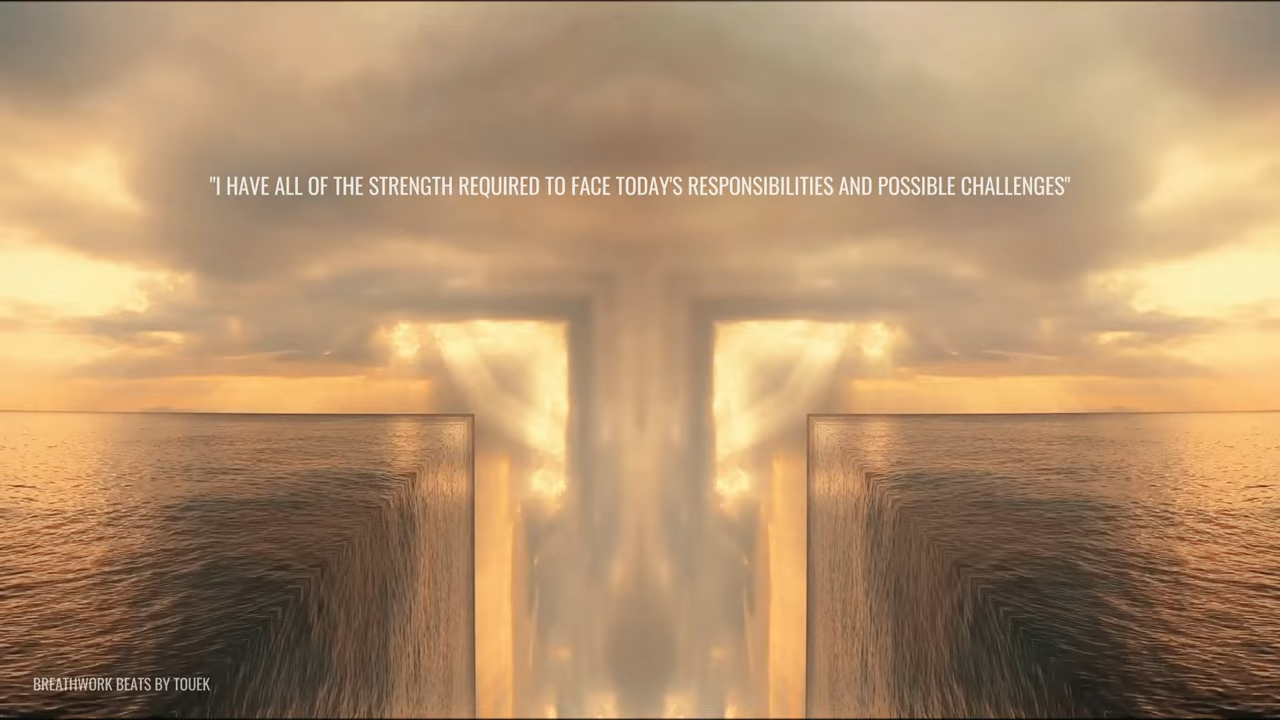 "I HAVE ALL OF THE STRENGTH REQUIRED TO FACE TODAY'S RESPONSIBILITIES AND POSSIBLE CHALLENGES"
BREATHWORK BEATS BY TOUEK